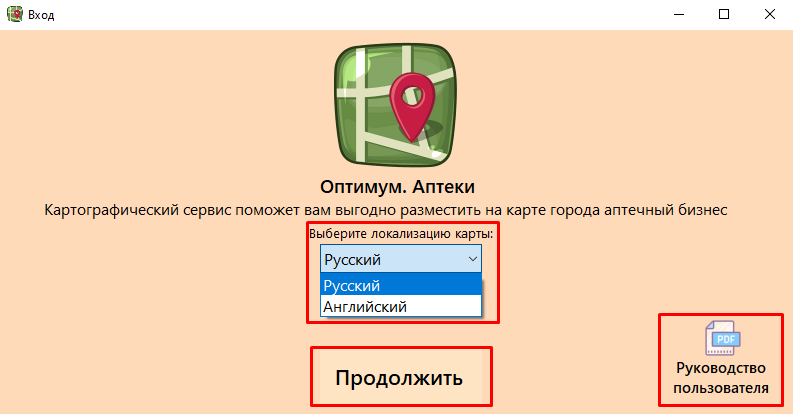 Вход
Оптимум. Аптеки
Картографический сервис поможет вам выгодно разместить на карте города аптечный бизнес
Выберите локализацию карты:
Русский
Русский
Английский
Продолжить
PDF
Руководство
пользователя